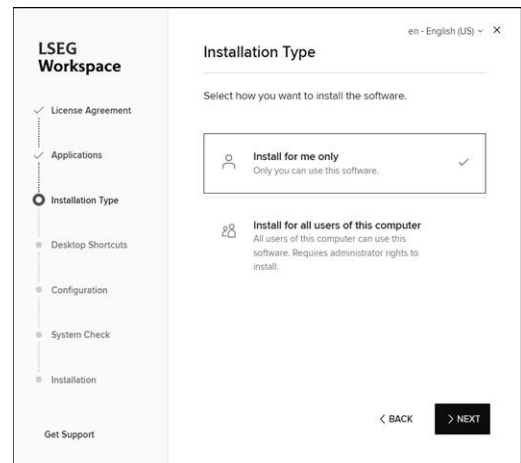 en - English (US)
LSEG
Workspace
License Agreement
Applications
Installation Type
Desktop Shortcuts
Configuration
System Check
Installation
Get Support
Installation Type
Select how you want to install the software.
Install for me only
Only you can use this software.
Install for all users of this computer
All users of this computer can use this
software. Requires administrator rights to
install.
< BACK
> NEXT